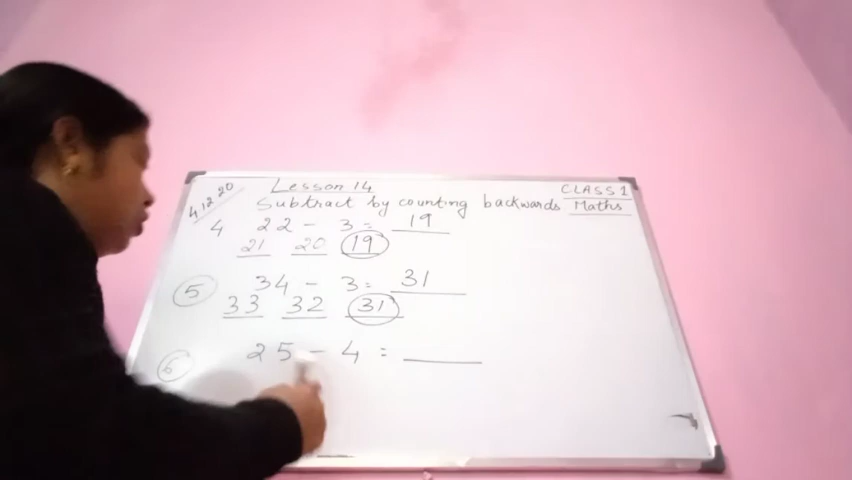 4 12 20
Lesson 14
CLASS 1
Subtract by counting backwards
Maths
4 22 - 3 = 19
21 20 19
5 34 - 3 = 31
33 32 31
6 25 - 4 = ____